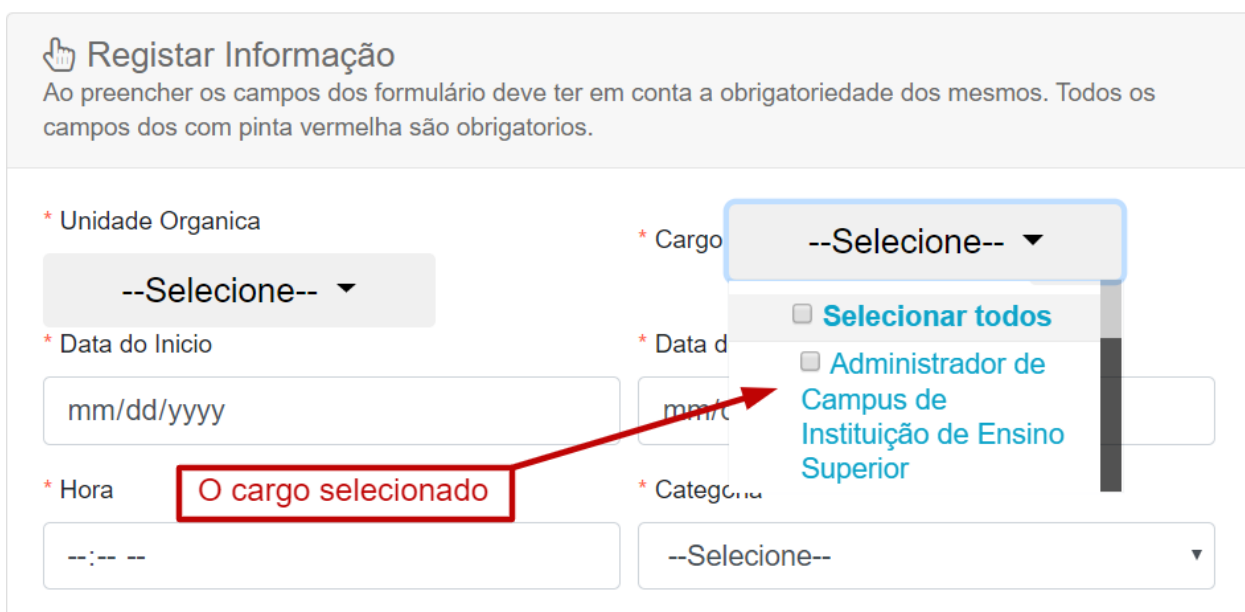 Registar Informação
Ao preencher os campos dos formulário deve ter em conta a obrigatoriedade dos mesmos. Todos os
campos dos com pinta vermelha são obrigatorios.
* Unidade Organica
--Selecione--
* Cargo
--Selecione--
Selecionar todos
Administrador de
Campus de
Instituição de Ensino
Superior
* Data do Inicio
mm/dd/yyyy
* Data d
* Hora
O cargo selecionado
--:-- --
* Categoria
--Selecione--